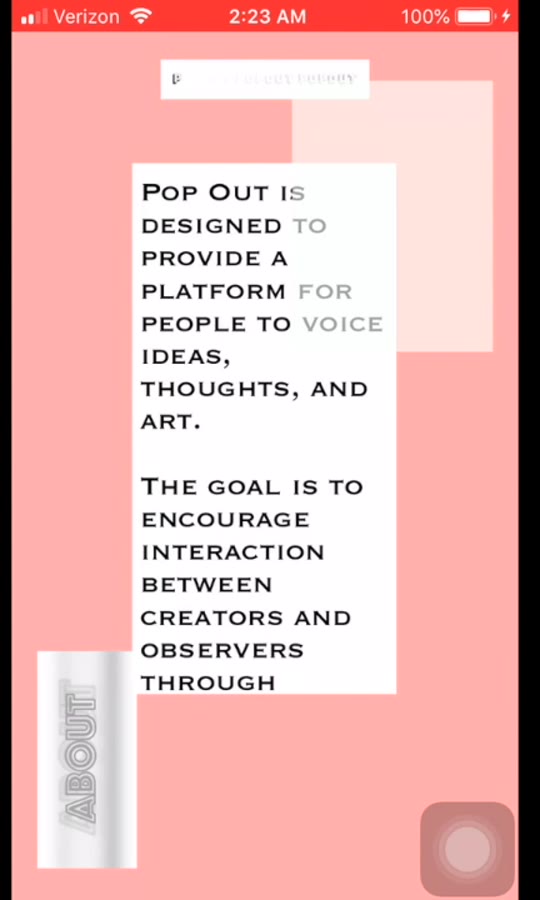 Verizon 2:23 AM 100%
POP OUT IS
DESIGNED TO
PROVIDE A
PLATFORM FOR
PEOPLE TO VOICE
IDEAS,
THOUGHTS, AND
ART.
THE GOAL IS TO
ENCOURAGE
INTERACTION
BETWEEN
CREATORS AND
OBSERVERS
THROUGH
ABOUT